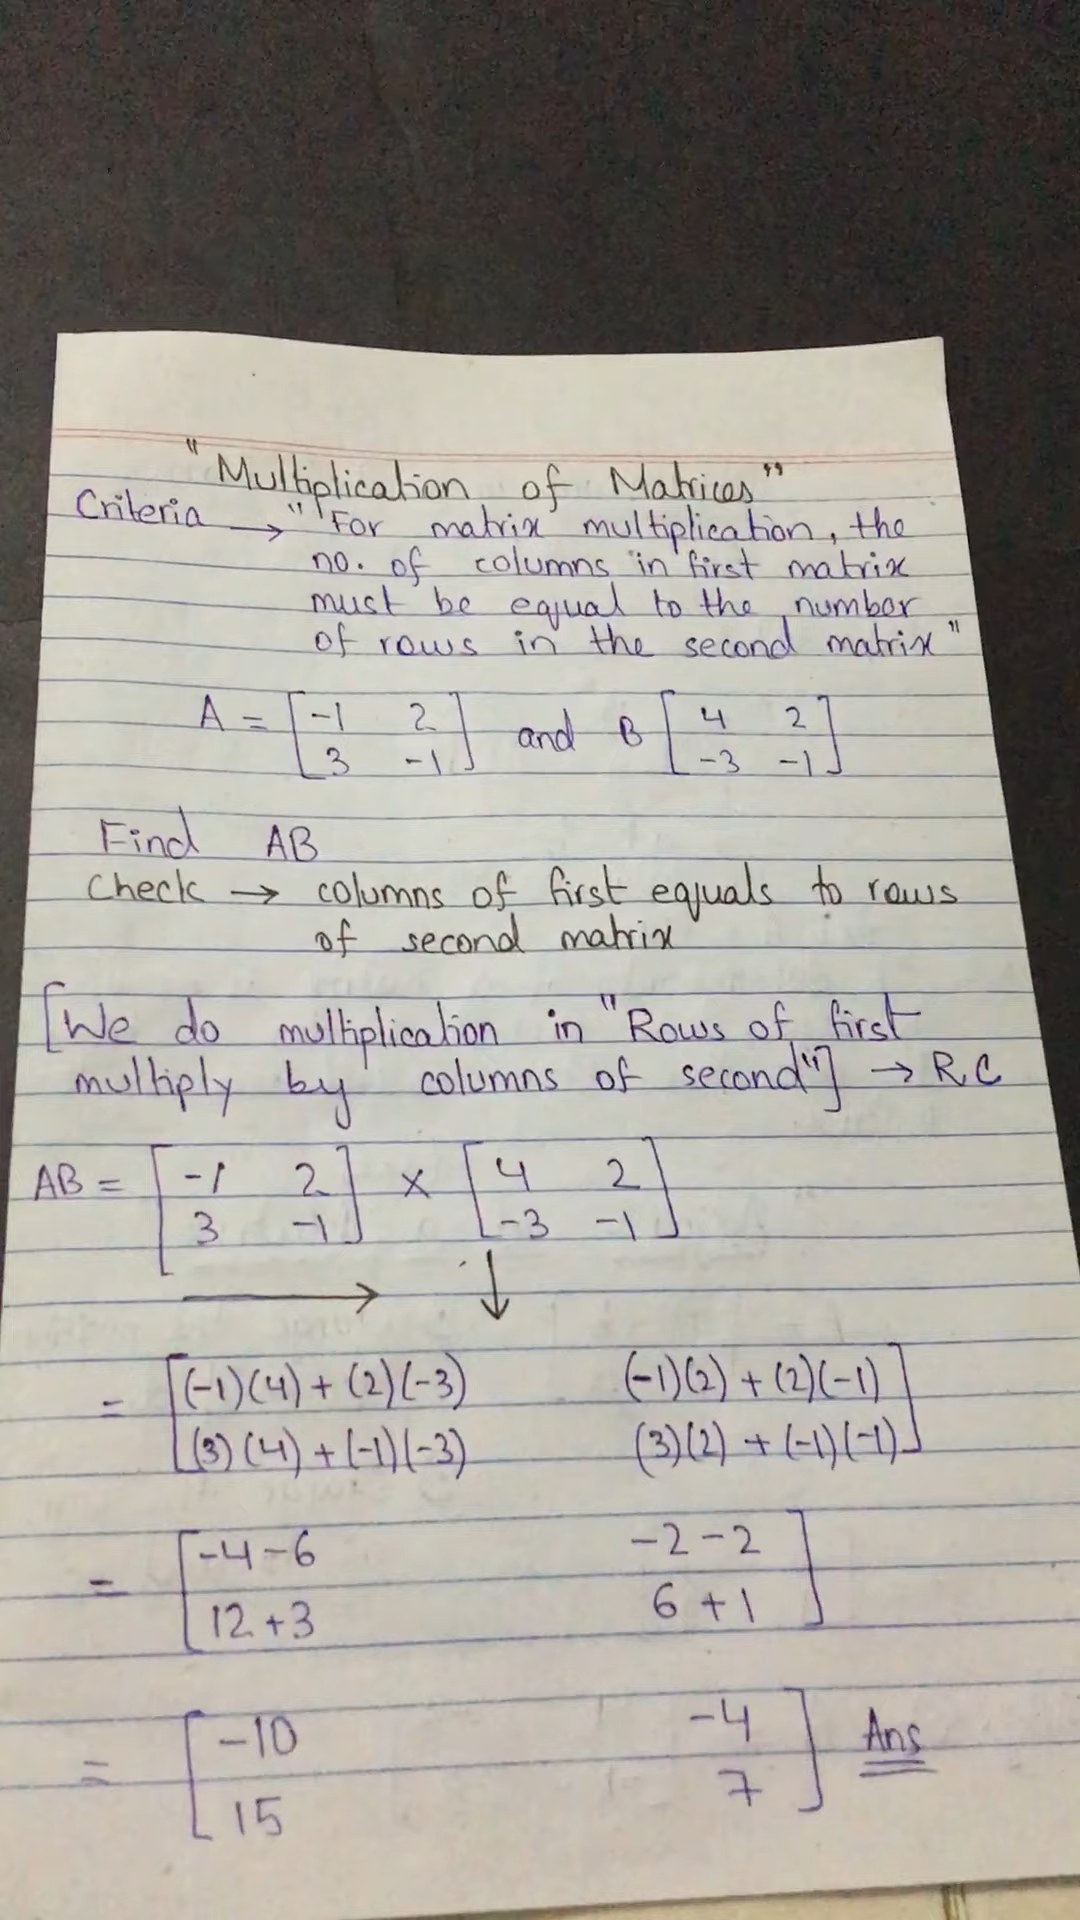 "Multiplication of Matrices"
Criteria → "For matrix multiplication, the
no. of columns in first matrix
must be equal to the number
of rows in the second matrix"
A = [-1 2] and B [4 2]
[3 -1] [-3 -1]
Find AB
Check → columns of first equals to rows
of second matrix
[We do multiplication in "Rows of first
multiply by columns of second"] → RC
AB = [-1 2] × [4 2]
[3 -1] [-3 -1]
→ ↓
= [(-1)(4) + (2)(-3) (-1)(2) + (2)(-1)]
[(3)(4) + (-1)(-3) (3)(2) + (-1)(-1)]
= [-4-6 -2-2]
[12+3 6+1]
= [-10 -4] Ans
[15 7]